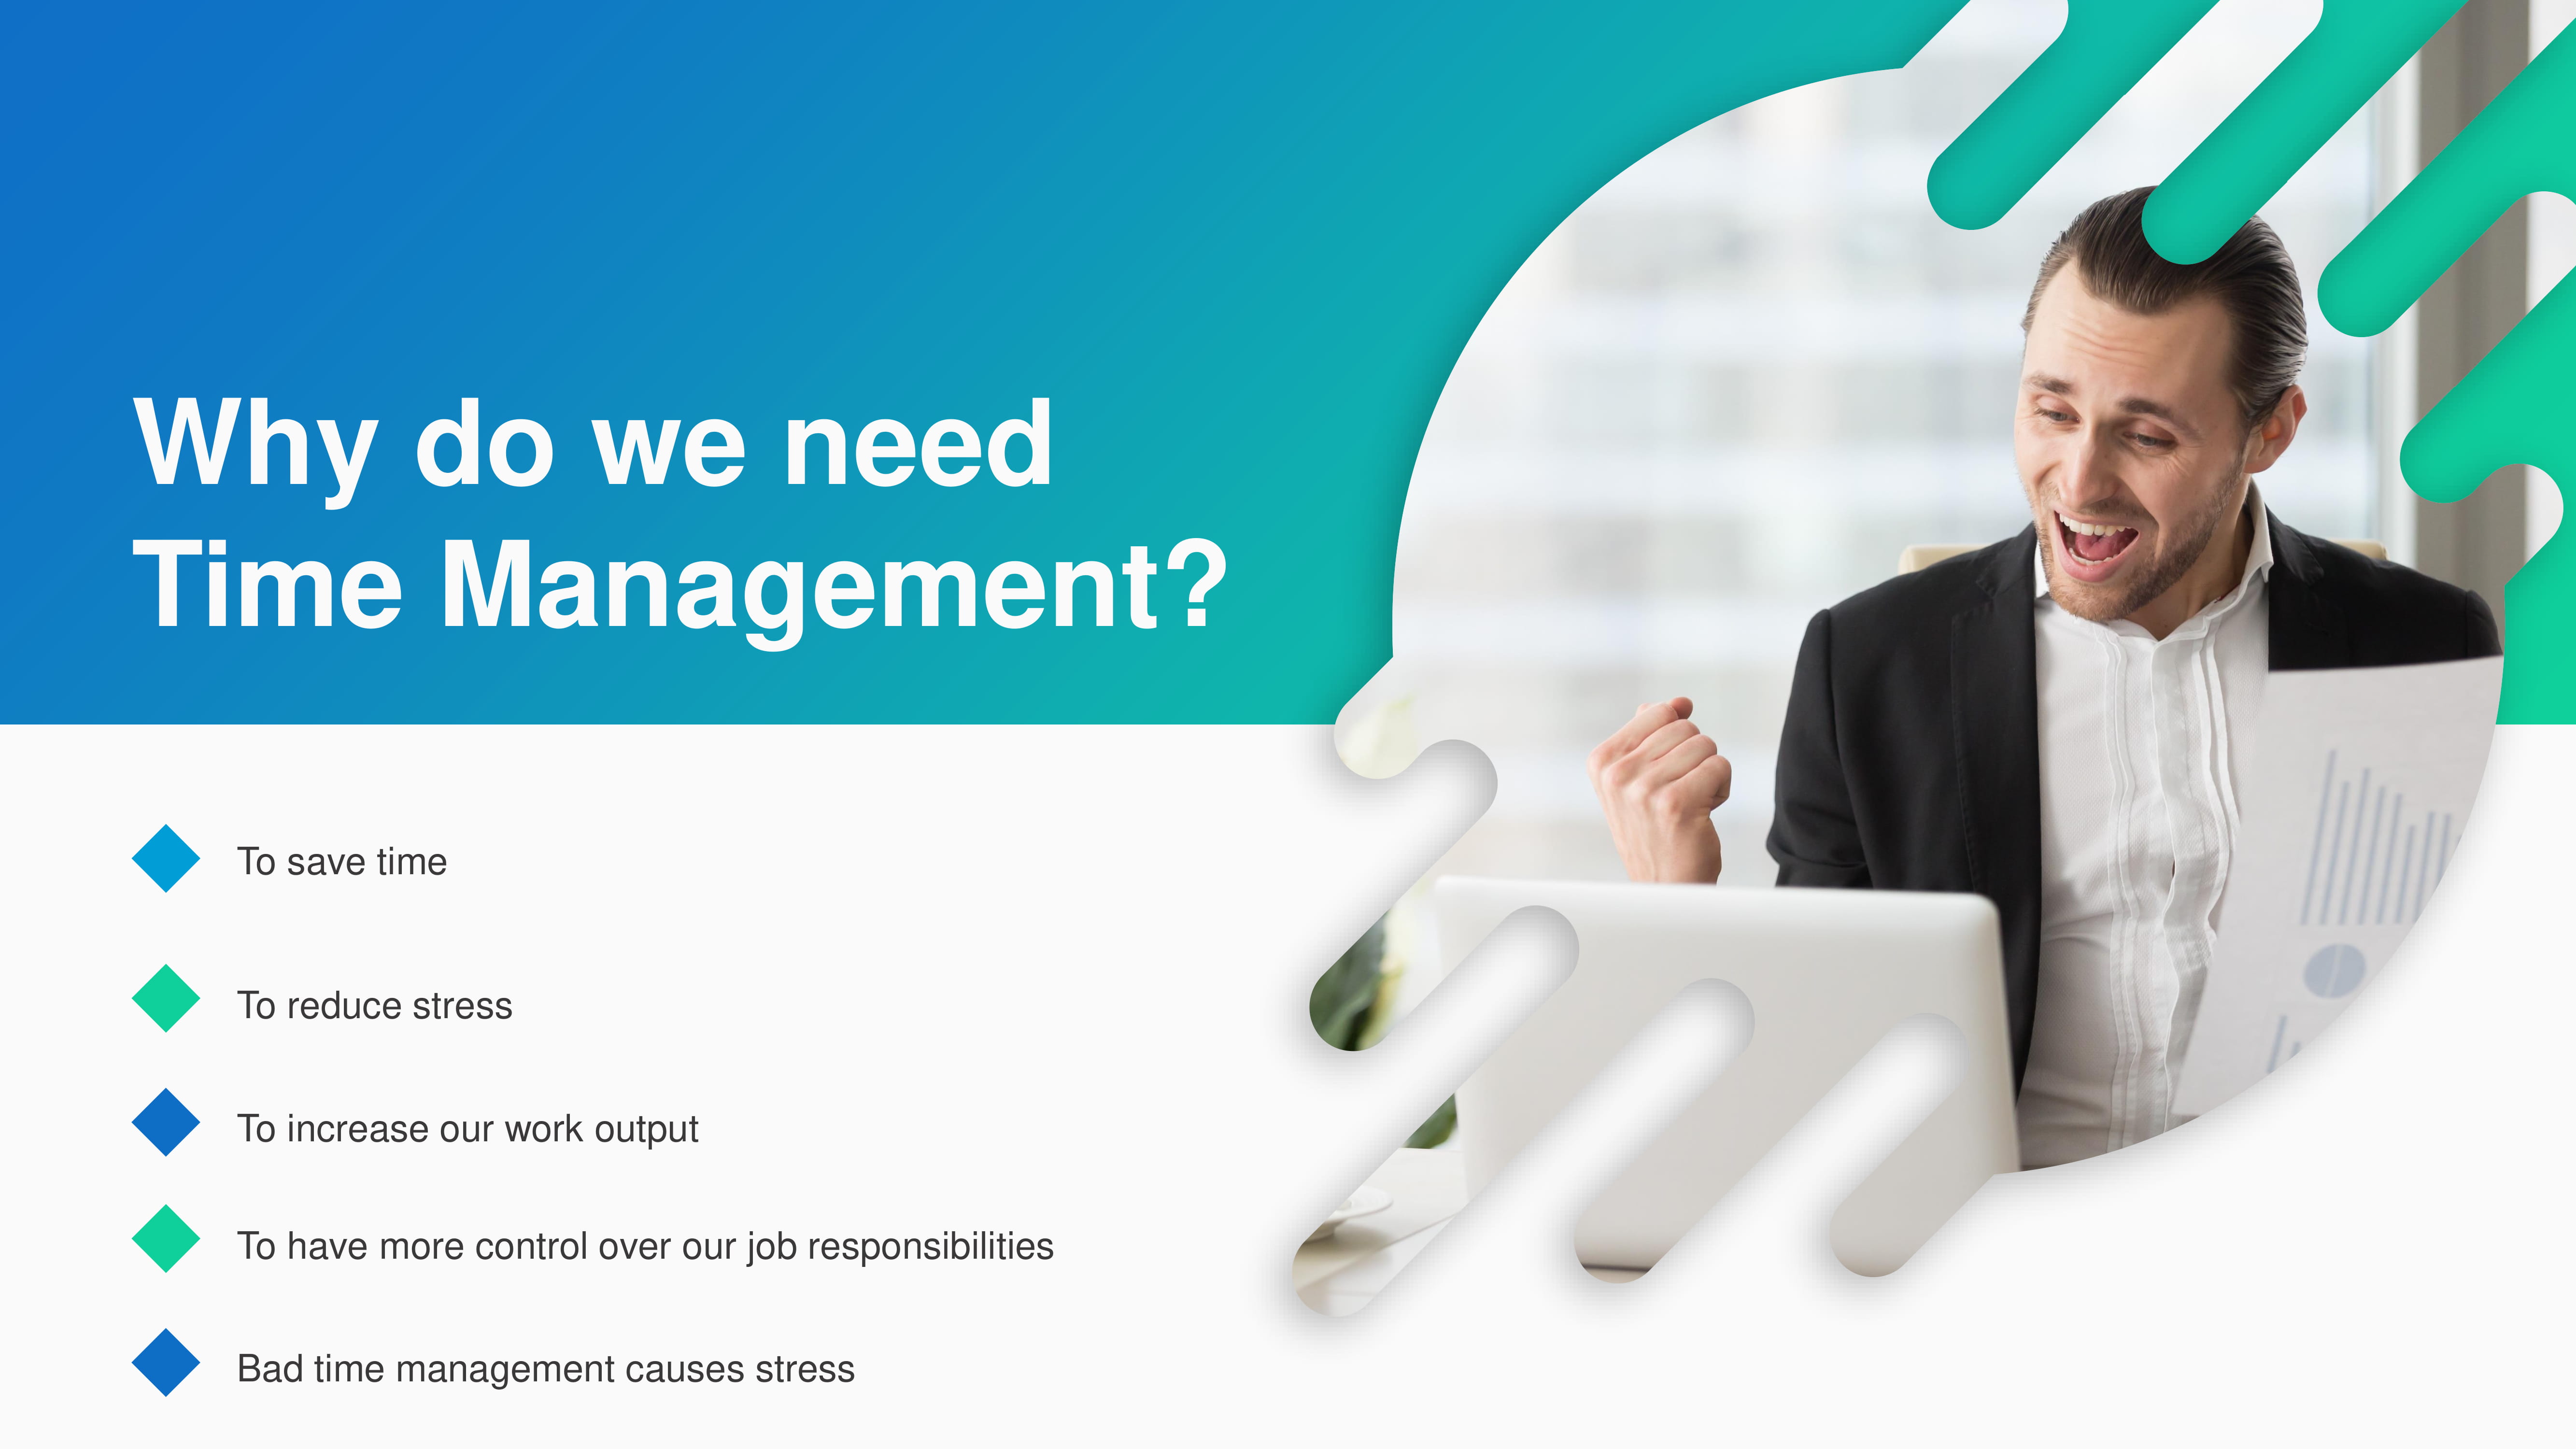 Why do we need
Time Management?
To save time
To reduce stress
To increase our work output
To have more control over our job responsibilities
Bad time management causes stress